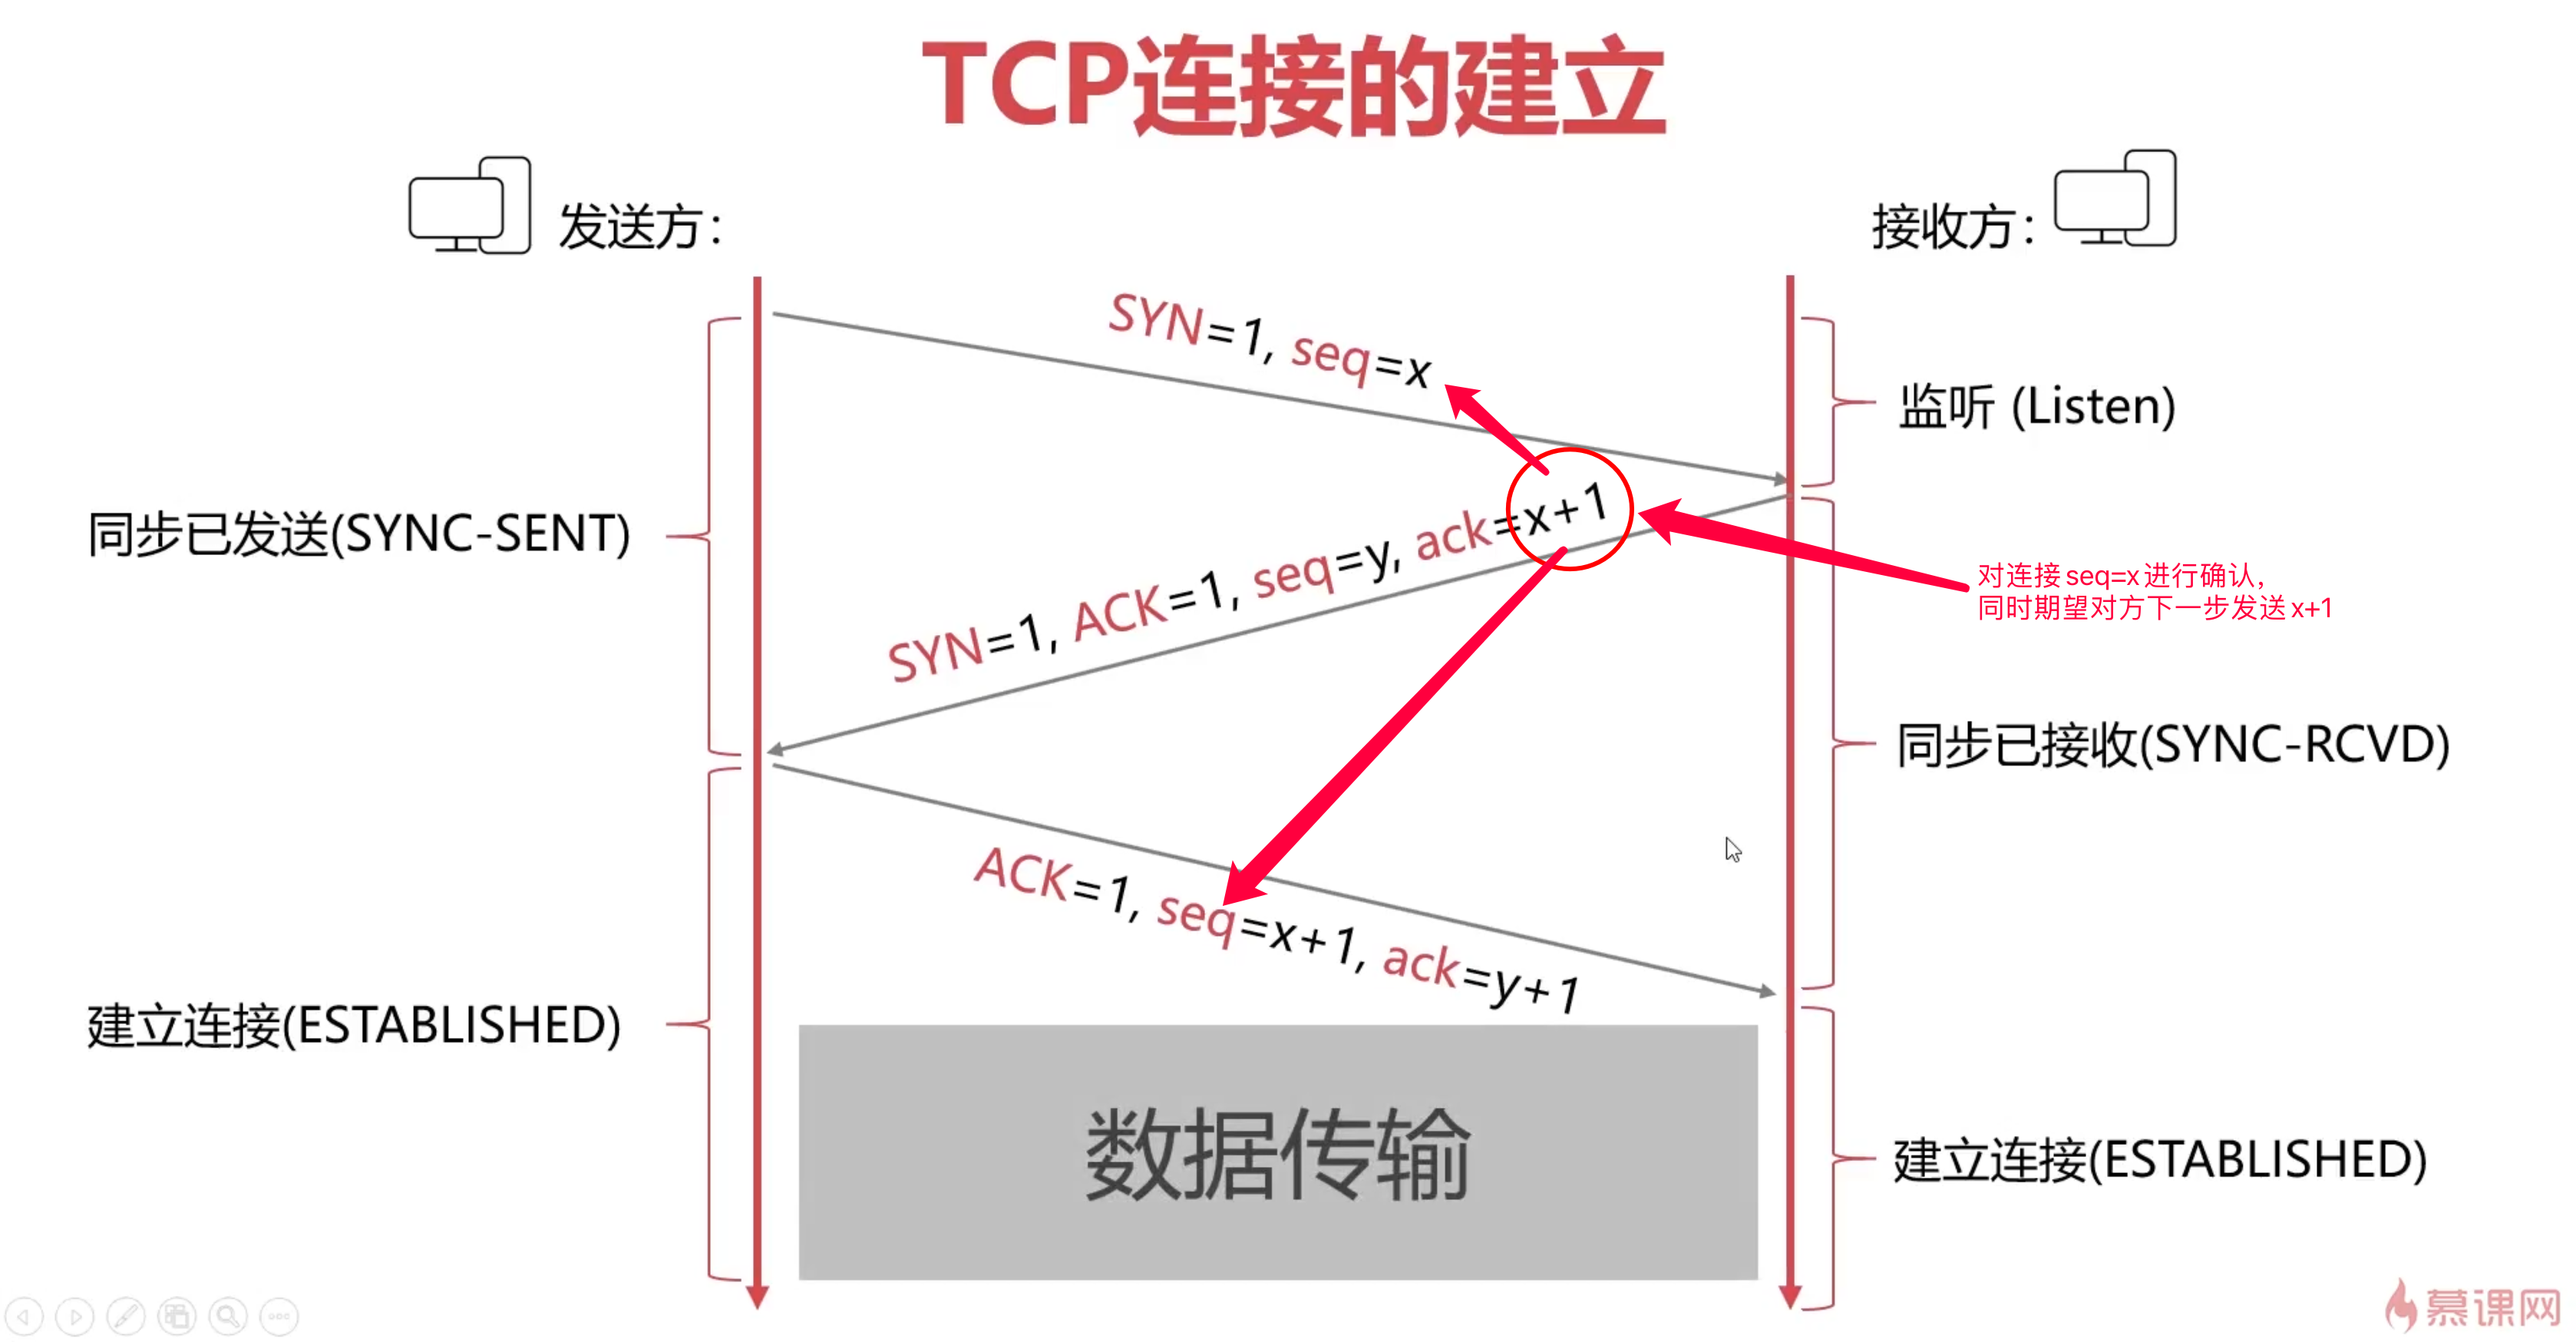 TCP连接的建立
发送方：
接收方：
SYN=1, seq=x
监听 (Listen)
同步已发送(SYNC-SENT)
SYN=1, ACK=1, seq=y, ack=x+1
对连接 seq=x 进行确认，
同时期望对方下一步发送 x+1
同步已接收(SYNC-RCVD)
ACK=1, seq=x+1, ack=y+1
建立连接(ESTABLISHED)
数据传输
建立连接(ESTABLISHED)
慕课网